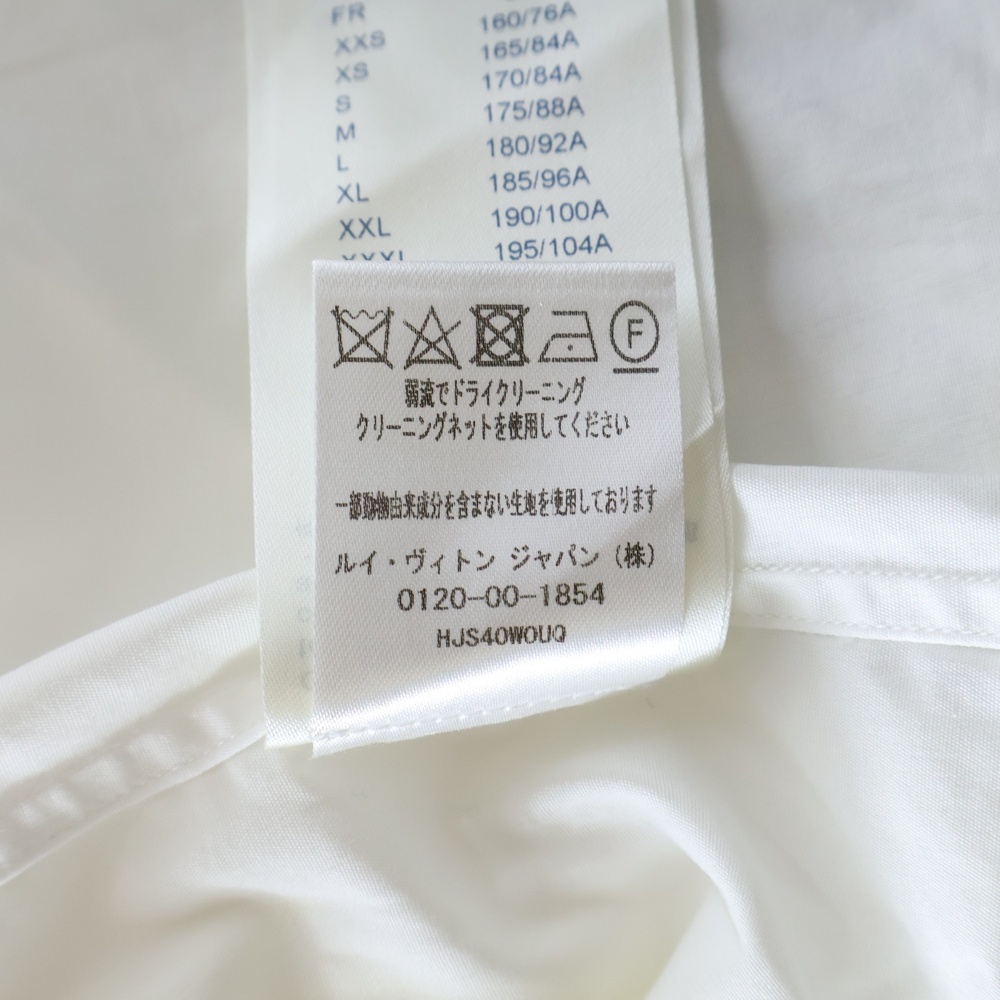 FR
XXS 160/76A
XS 165/84A
S 170/84A
M 175/88A
L 180/92A
XL 185/96A
XXL 190/100A
XXXL 195/104A
F
弱流でドライクリーニング
クリーニングネットを使用してください
一部動物由来成分を含まない生地を使用しております
ルイ・ヴィトン ジャパン（株）
0120-00-1854
HJS40WOUQ